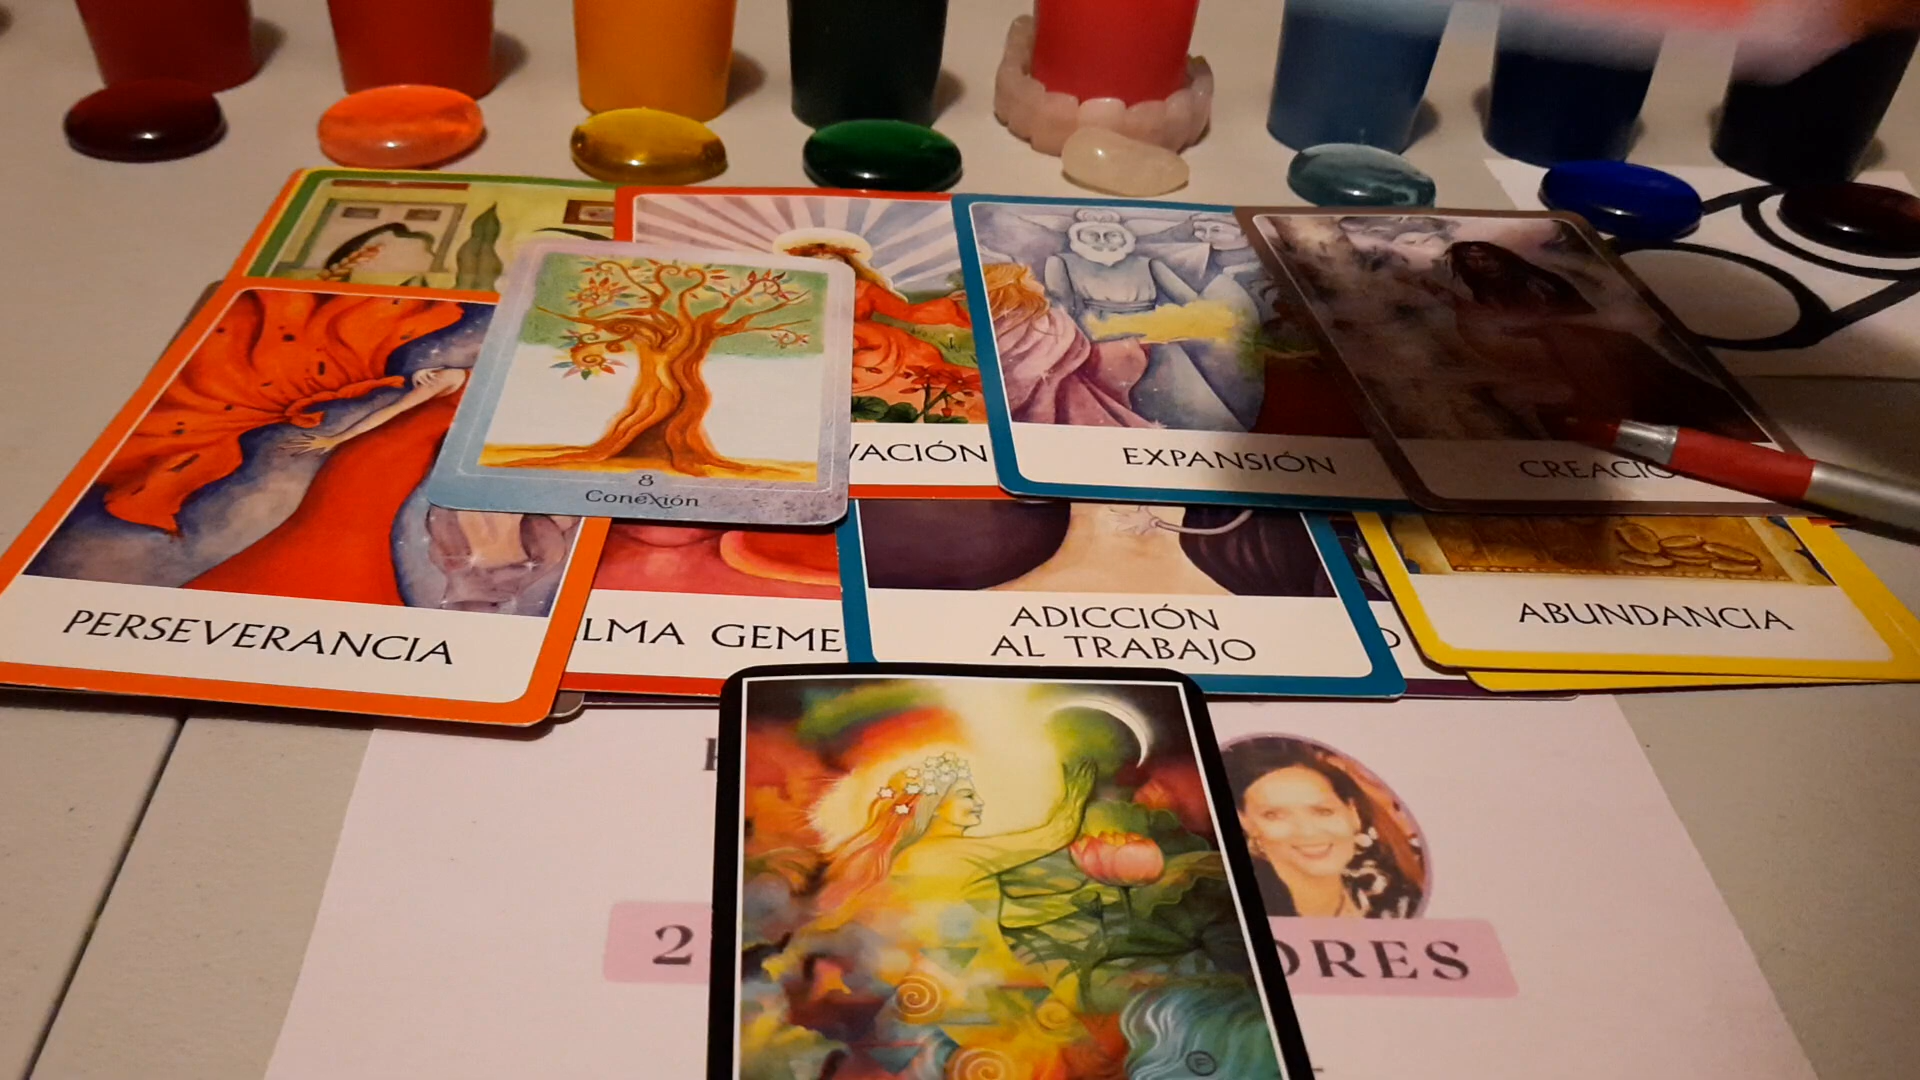 VACIÓN
EXPANSIÓN
CREACIO
8
Conexión
PERSEVERANCIA
LMA GEME
ADICCIÓN
AL TRABAJO
ABUNDANCIA
2
ORES